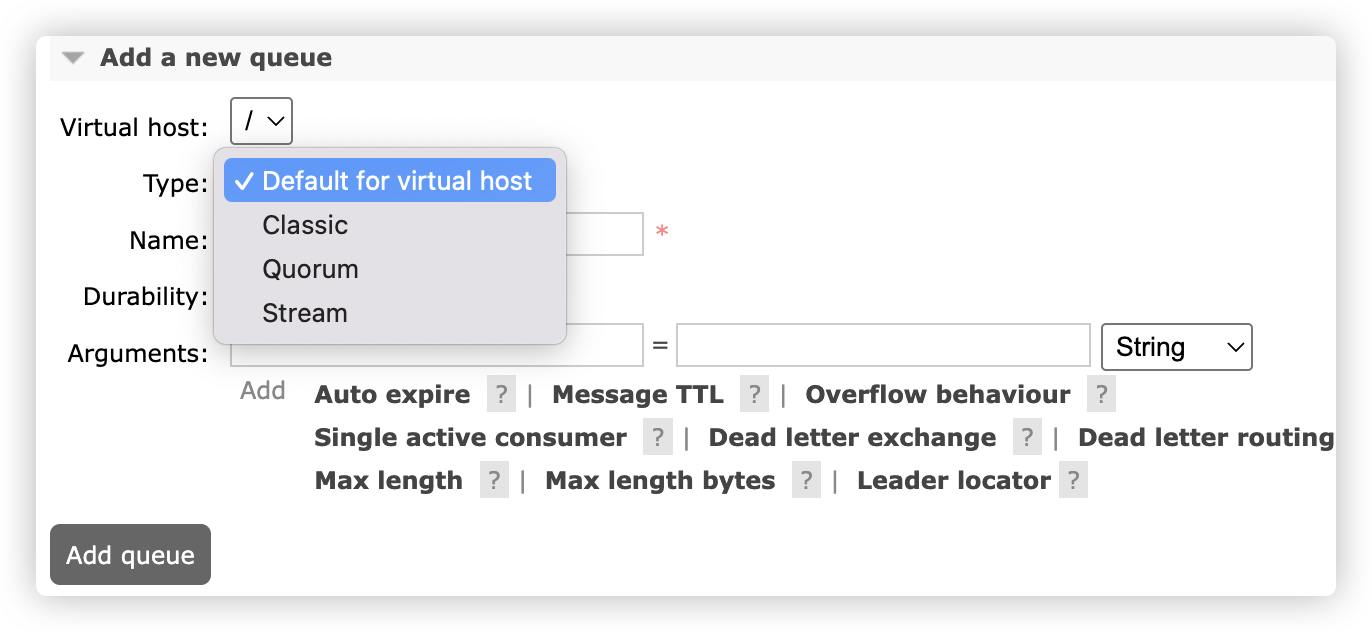 Add a new queue
Virtual host: /
Type: ✓ Default for virtual host
Classic
Name: *
Quorum
Durability:
Stream
Arguments: = String
Add Auto expire ? | Message TTL ? | Overflow behaviour ?
Single active consumer ? | Dead letter exchange ? | Dead letter routing
Max length ? | Max length bytes ? | Leader locator ?
Add queue